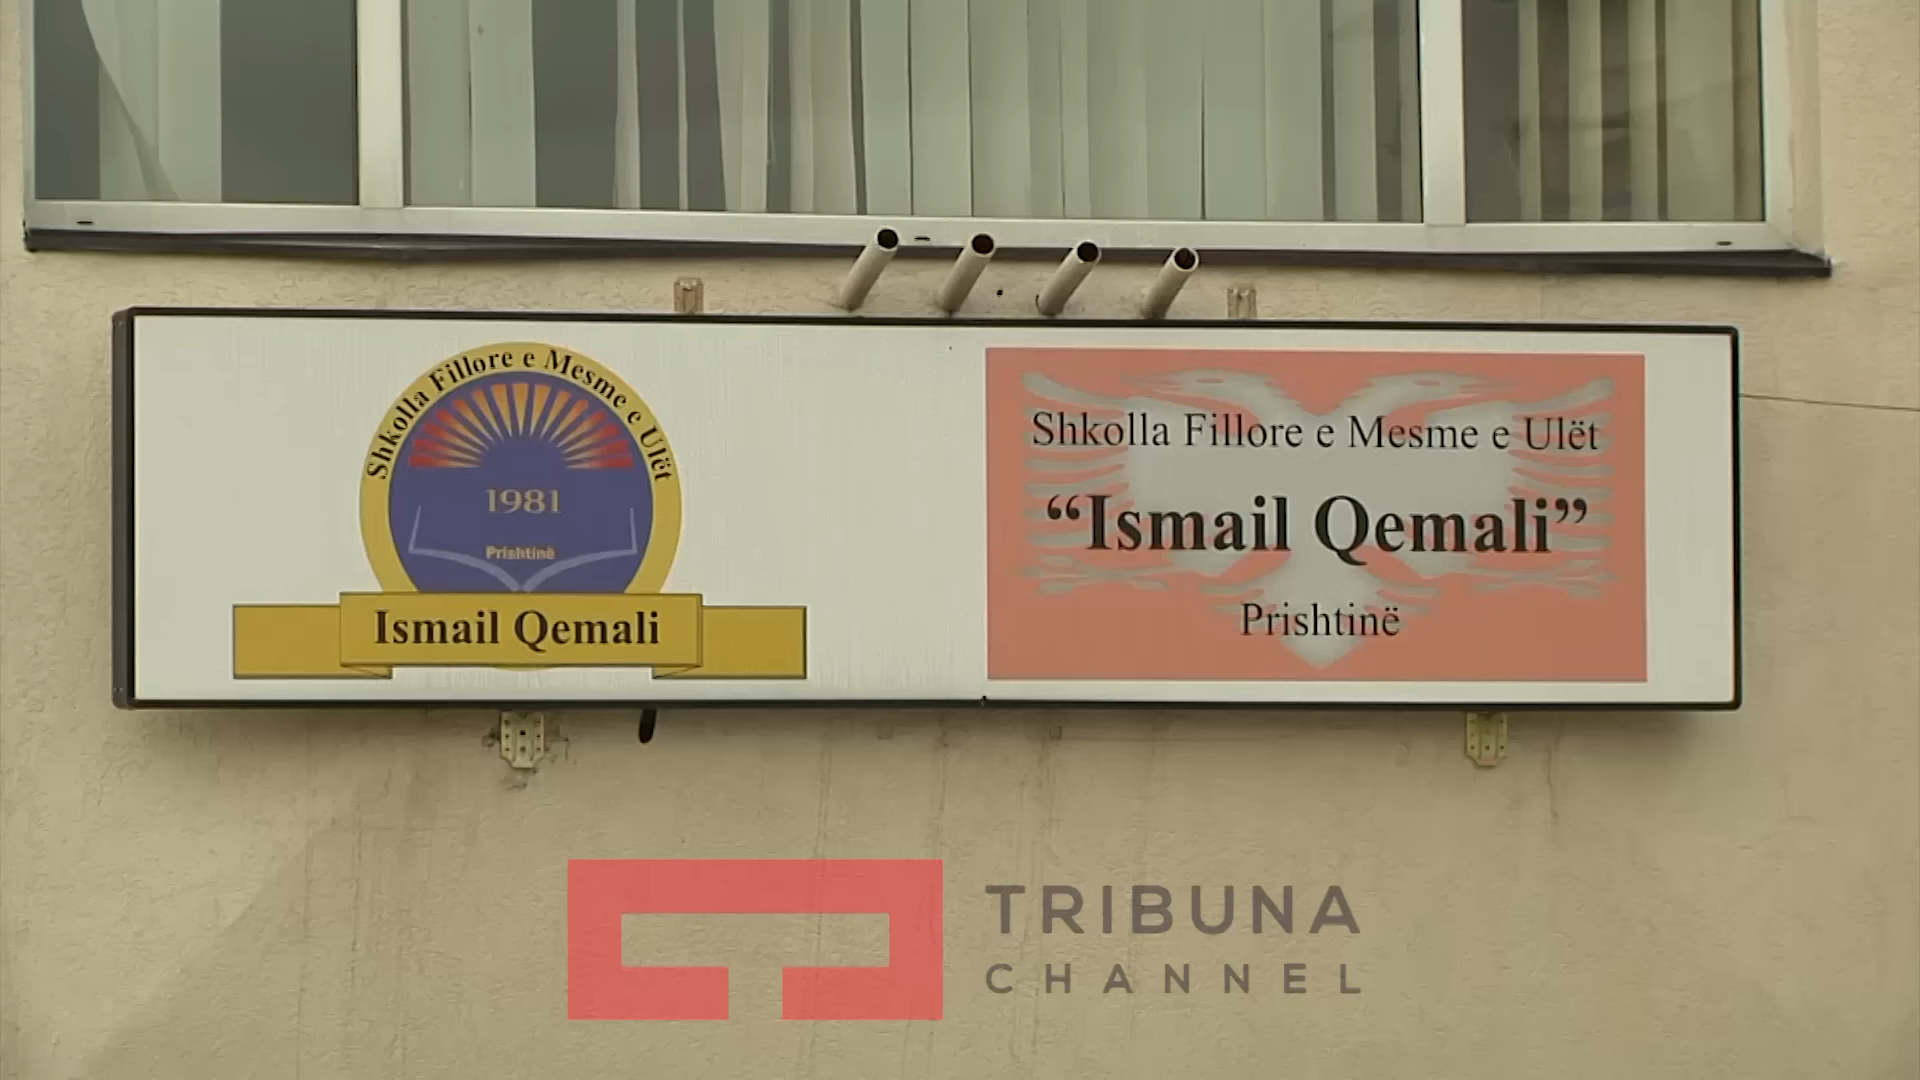 Shkolla Fillore e Mesme e Ulët
1981
Prishtinë
Ismail Qemali
Shkolla Fillore e Mesme e Ulët
“Ismail Qemali”
Prishtinë
TRIBUNA
CHANNEL